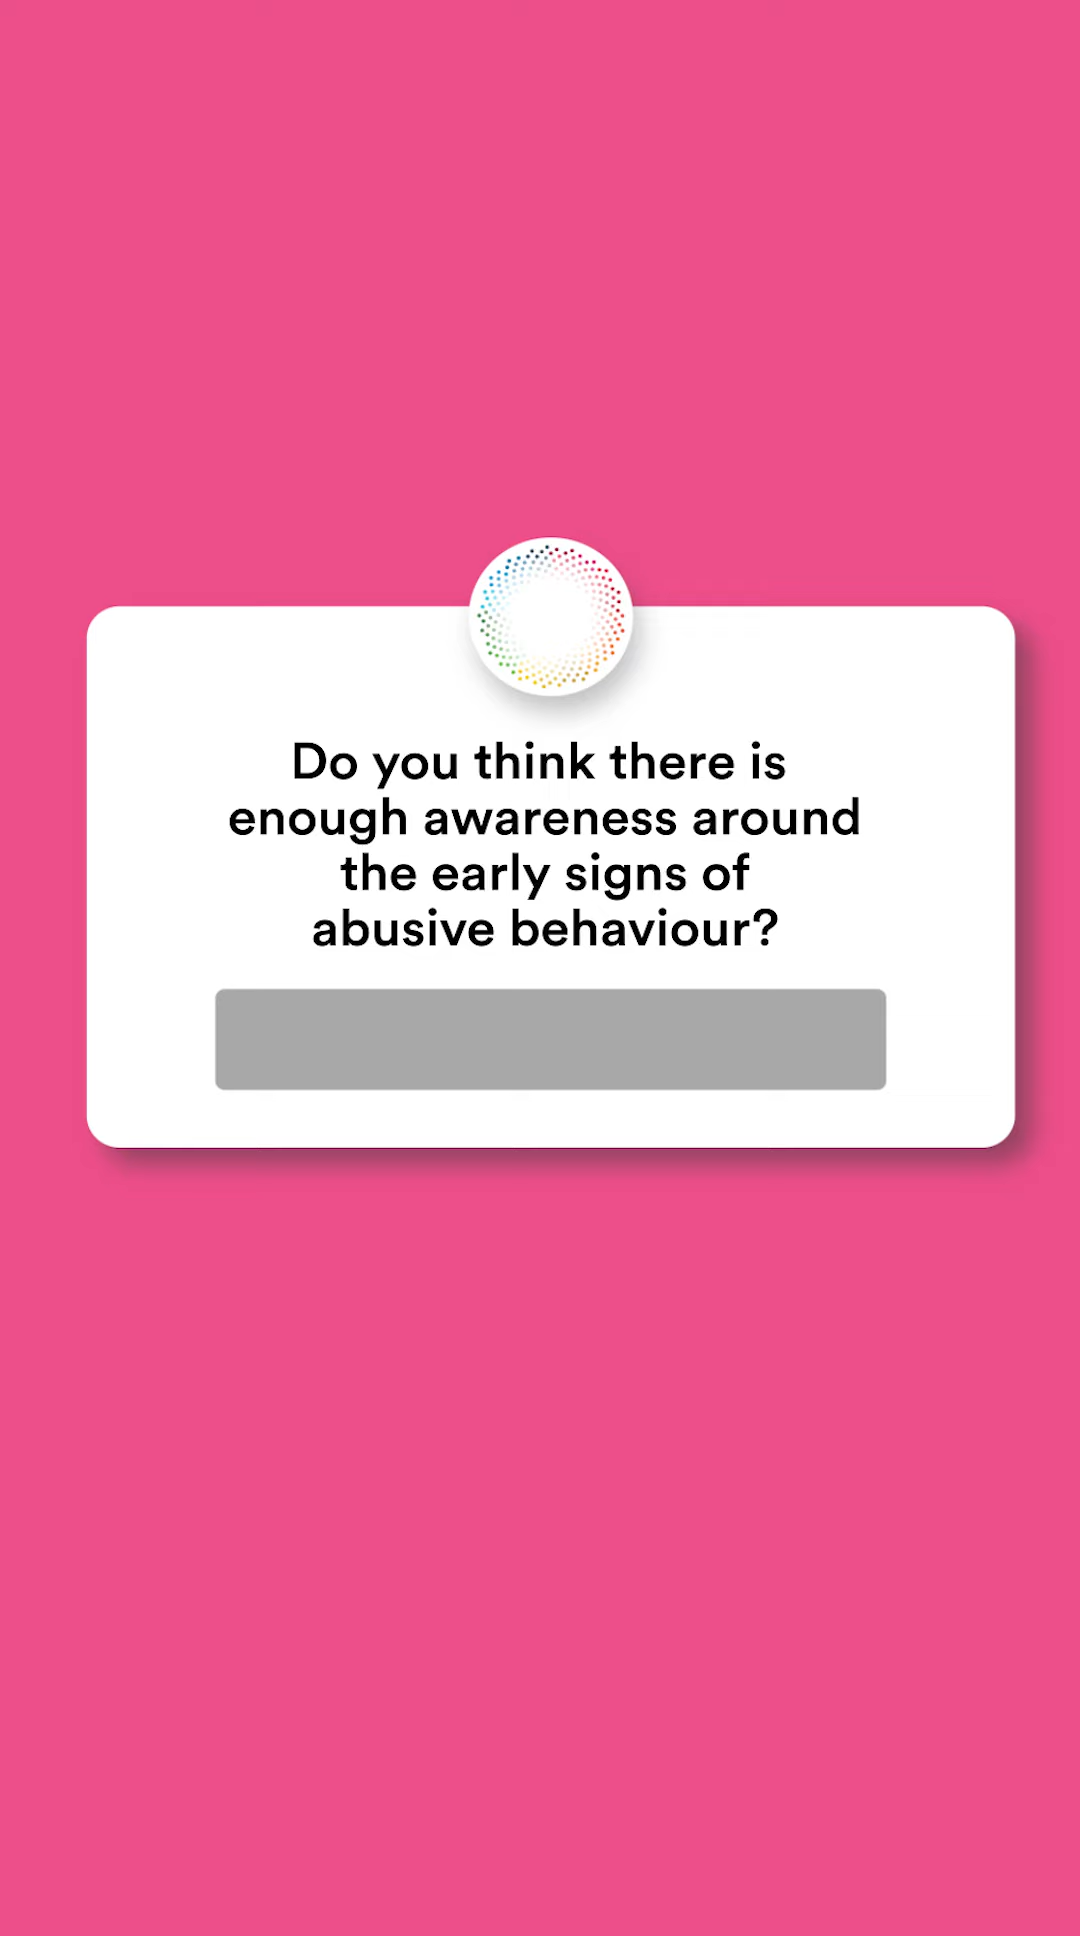 Do you think there is
enough awareness around
the early signs of
abusive behaviour?